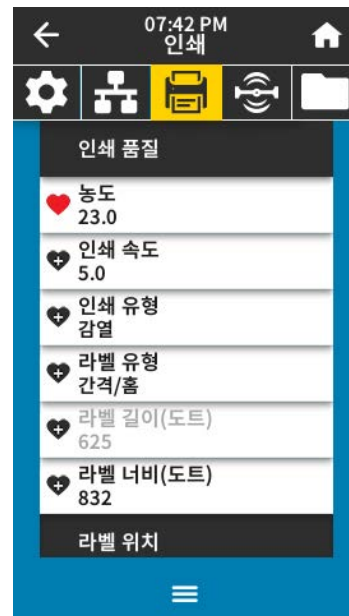 07:42 PM
인쇄
인쇄 품질
농도
23.0
인쇄 속도
5.0
인쇄 유형
감열
라벨 유형
간격/홈
라벨 길이(도트)
625
라벨 너비(도트)
832
라벨 위치